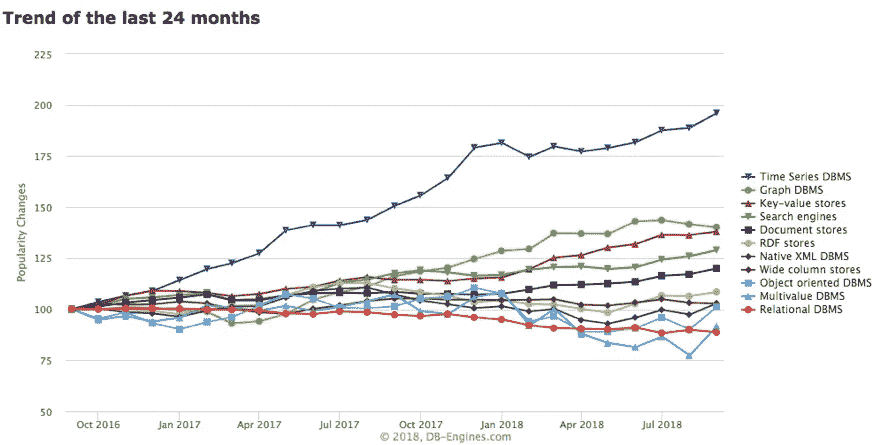 Trend of the last 24 months
225
200
175
150
125
100
75
50
Popularity Changes
Oct 2016 Jan 2017 Apr 2017 Jul 2017 Oct 2017 Jan 2018 Apr 2018 Jul 2018
© 2018, DB-Engines.com
Time Series DBMS
Graph DBMS
Key-value stores
Search engines
Document stores
RDF stores
Native XML DBMS
Wide column stores
Object oriented DBMS
Multivalue DBMS
Relational DBMS